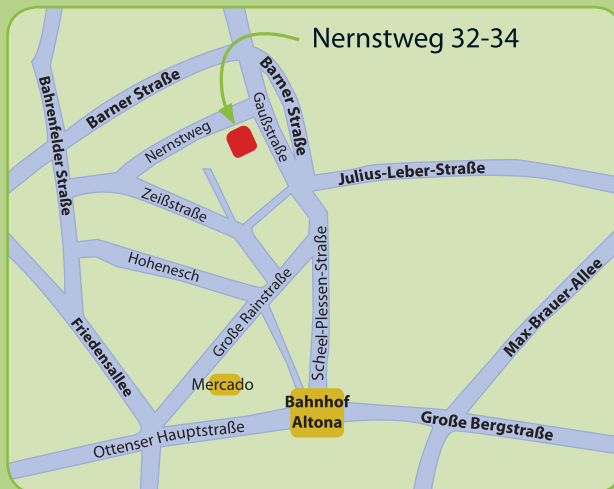 Nernstweg 32-34
Barner Straße
Barner Straße
Bahrenfelder Straße
Gaußstraße
Nernstweg
Julius-Leber-Straße
Zeißstraße
Hohenesch
Große Rainstraße
Scheel-Plessen-Straße
Max-Brauer-Allee
Friedensallee
Mercado
Bahnhof
Altona
Große Bergstraße
Ottenser Hauptstraße